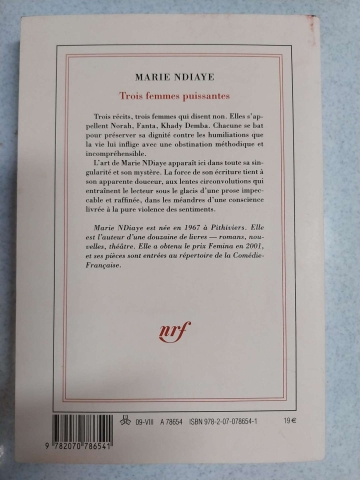 MARIE NDIAYE
Trois femmes puissantes
Trois récits, trois femmes qui disent non. Elles s'ap-
pellent Norah, Fanta, Khady Demba. Chacune se bat
pour préserver sa dignité contre les humiliations que
la vie lui inflige avec une obstination méthodique et
incompréhensible.
L'art de Marie NDiaye apparaît ici dans toute sa sin-
gularité et son mystère. La force de son écriture tient à
son apparente douceur, aux lentes circonvolutions qui
entraînent le lecteur sous le glacis d'une prose impec-
cable et raffinée, dans les méandres d'une conscience
livrée à la pure violence des sentiments.
Marie NDiaye est née en 1967 à Pithiviers. Elle
est l'auteur d'une douzaine de livres — romans, nou-
velles, théâtre. Elle a obtenu le prix Femina en 2001,
et ses pièces sont entrées au répertoire de la Comédie-
Française.
nrf
09-VIII A 78654 ISBN 978-2-07-078654-1 19 €
9 782070 786541